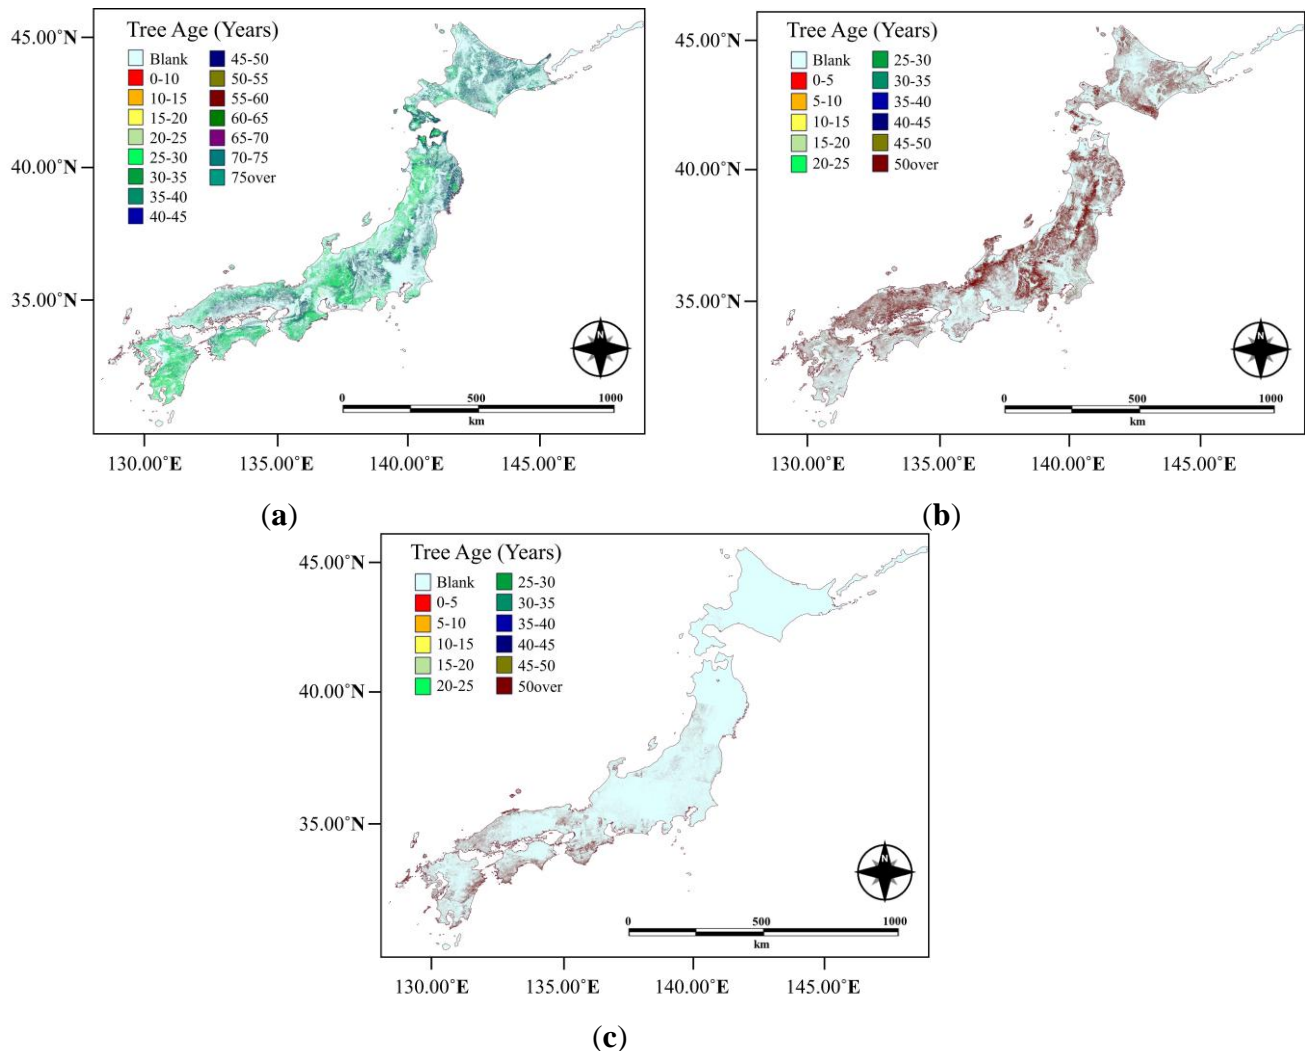 Tree Age (Years)
Blank 45-50
0-10 50-55
10-15 55-60
15-20 60-65
20-25 65-70
25-30 70-75
30-35 75over
35-40
40-45
45.00°N
40.00°N
35.00°N
N
0 500 1000
km
130.00°E 135.00°E 140.00°E 145.00°E
(a)
Tree Age (Years)
Blank 25-30
0-5 30-35
5-10 35-40
10-15 40-45
15-20 45-50
20-25 50over
45.00°N
40.00°N
35.00°N
N
0 500 1000
km
130.00°E 135.00°E 140.00°E 145.00°E
(b)
Tree Age (Years)
Blank 25-30
0-5 30-35
5-10 35-40
10-15 40-45
15-20 45-50
20-25 50over
45.00°N
40.00°N
35.00°N
N
0 500 1000
km
130.00°E 135.00°E 140.00°E 145.00°E
(c)